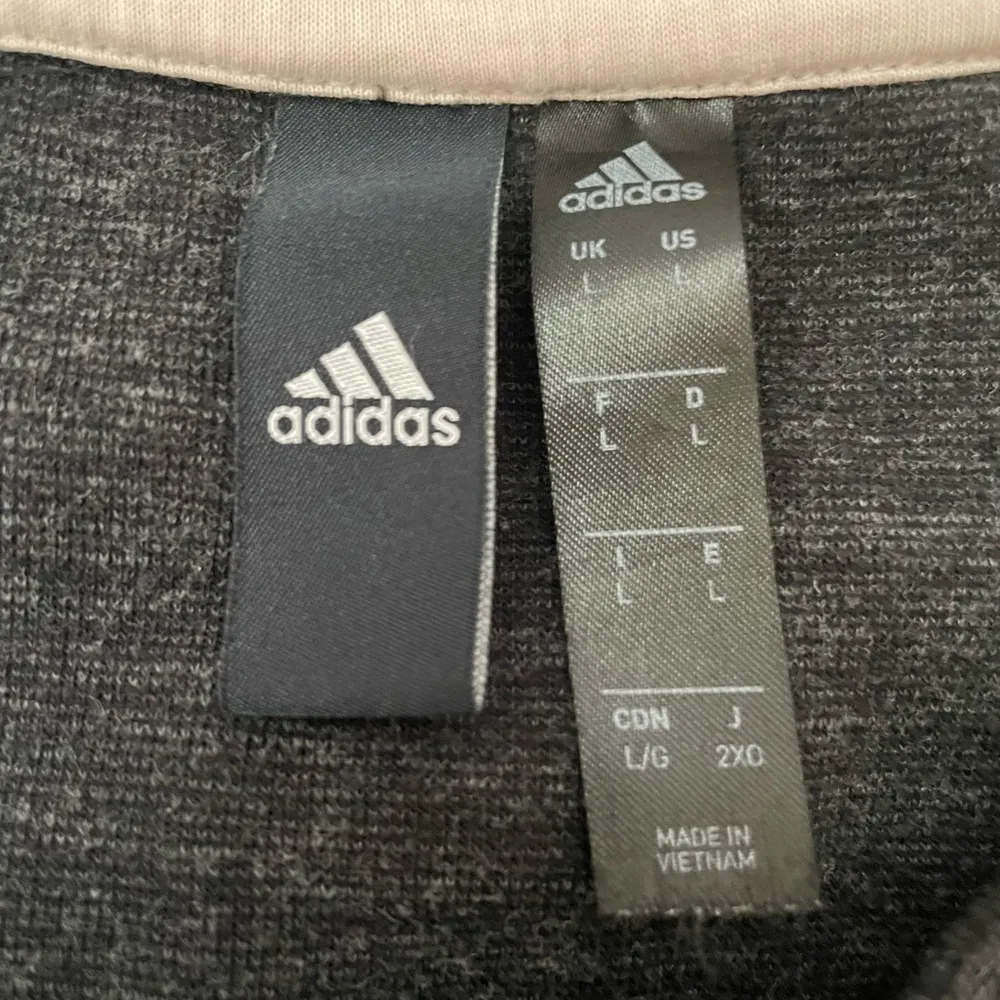 adidas
adidas
UK US
L L
F D
L L
I E
L L
CDN J
L/G 2XO
MADE IN
VIETNAM